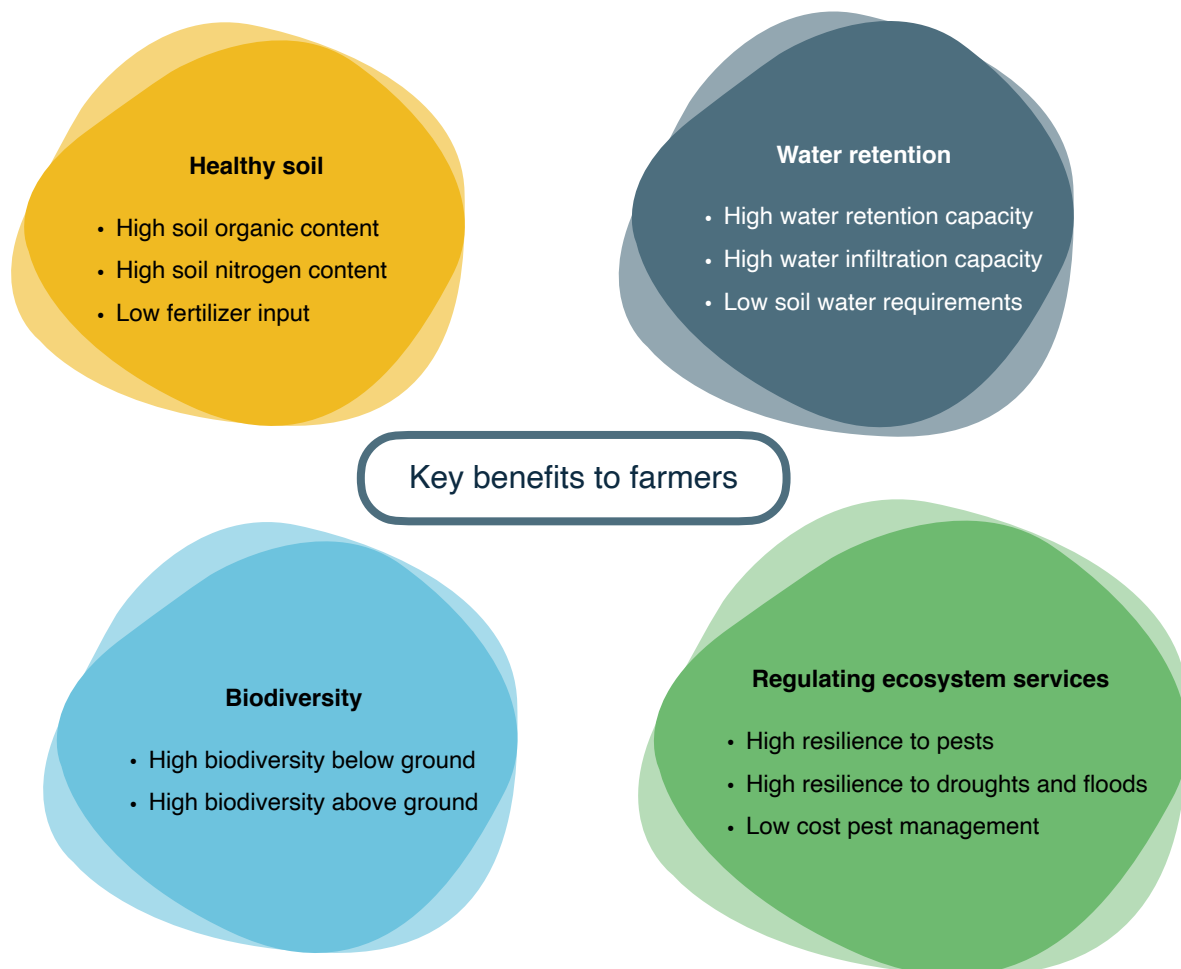 Healthy soil
• High soil organic content
• High soil nitrogen content
• Low fertilizer input
Water retention
• High water retention capacity
• High water infiltration capacity
• Low soil water requirements
Key benefits to farmers
Biodiversity
• High biodiversity below ground
• High biodiversity above ground
Regulating ecosystem services
• High resilience to pests
• High resilience to droughts and floods
• Low cost pest management